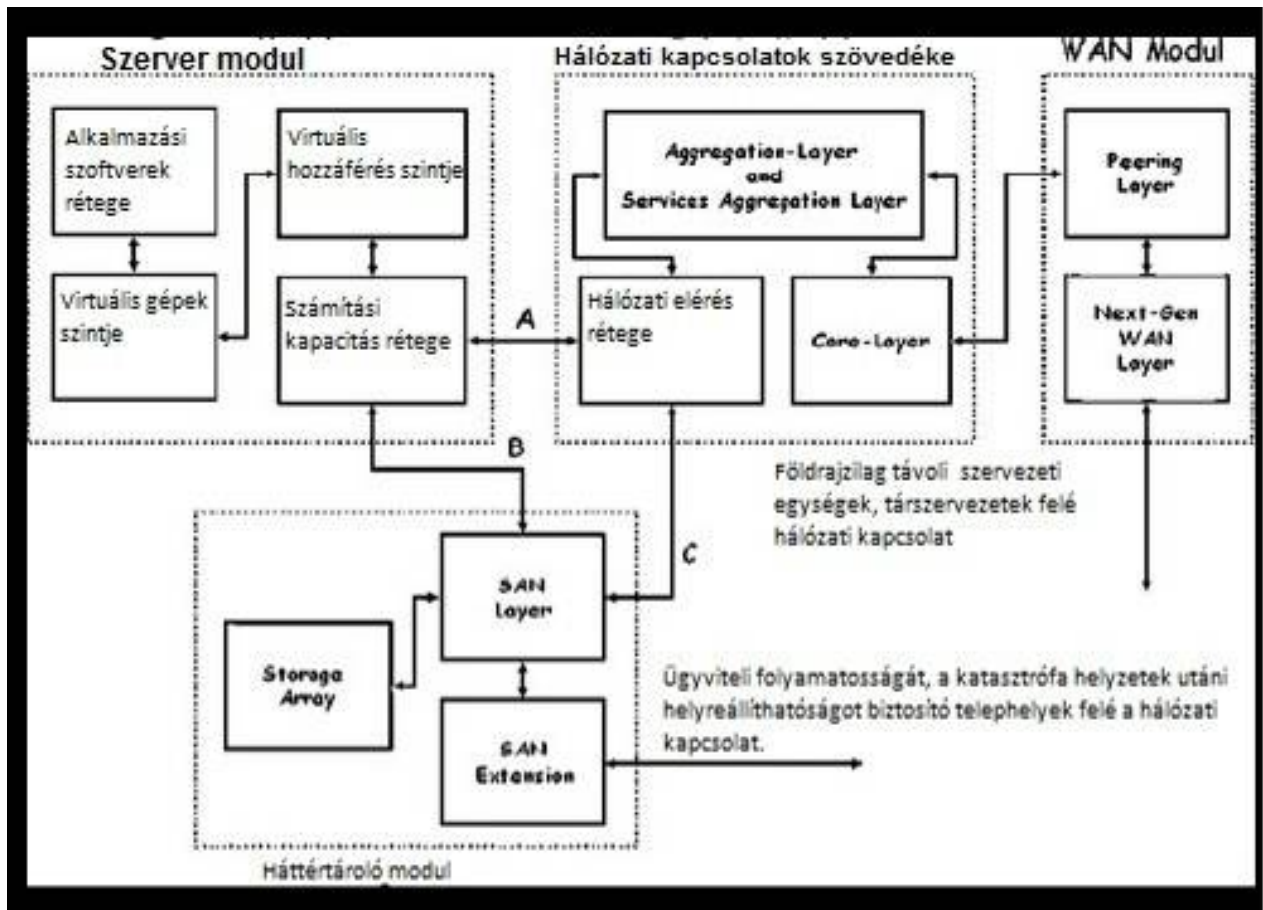 Szerver modul
Hálózati kapcsolatok szövedéke
WAN Modul
Alkalmazási
szoftverek
rétege
Virtuális
hozzáférés szintje
Virtuális gépek
szintje
Számítási
kapacítás rétege
A
Aggregation-Layer
and
Services Aggregation Layer
Hálózati elérés
rétege
Core-Layer
Peering
Layer
Next-Gen
WAN
Layer
B
C
Földrajzilag távoli szervezeti
egységek, társzervezetek felé
hálózati kapcsolat
SAN
Layer
Storage
Array
SAN
Extension
Ügyviteli folyamatosságát, a katasztrófa helyzetek utáni
helyreállíthatóságot biztosító telephelyek felé a hálózati
kapcsolat.
Háttértároló modul